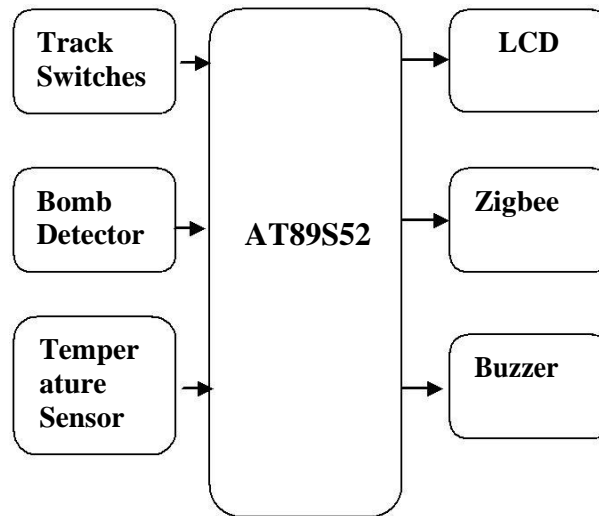 Track
Switches
LCD
Bomb
Detector
AT89S52
Zigbee
Temper
ature
Sensor
Buzzer